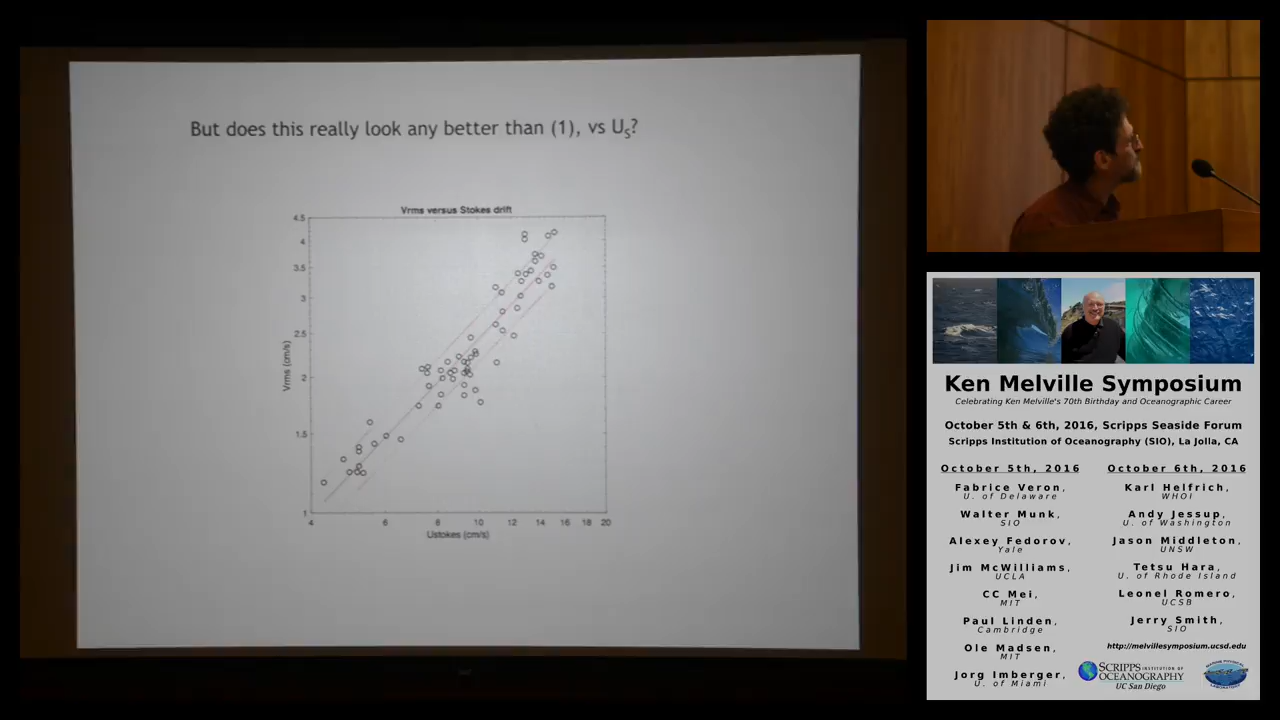 But does this really look any better than (1), vs Us?
Vrms versus Stokes drift
4.5
4
3.5
3
2.5
2
1.5
1
Vrms (cm/s)
4 6 8 10 12 14 16 18 20
Ustokes (cm/s)
Ken Melville Symposium
Celebrating Ken Melville's 70th Birthday and Oceanographic Career
October 5th & 6th, 2016, Scripps Seaside Forum
Scripps Institution of Oceanography (SIO), La Jolla, CA
October 5th, 2016
Fabrice Veron,
U. of Delaware
Walter Munk,
SIO
Alexey Fedorov,
Yale
Jim McWilliams,
UCLA
CC Mei,
MIT
Paul Linden,
Cambridge
Ole Madsen,
MIT
Jorg Imberger,
U. of Miami
October 6th, 2016
Karl Helfrich,
WHOI
Andy Jessup,
U. of Washington
Jason Middleton,
UNSW
Tetsu Hara,
U. of Rhode Island
Leonel Romero,
UCSB
Jerry Smith,
SIO
http://melvillesymposium.ucsd.edu
SCRIPPS INSTITUTION OF
OCEANOGRAPHY
UC San Diego